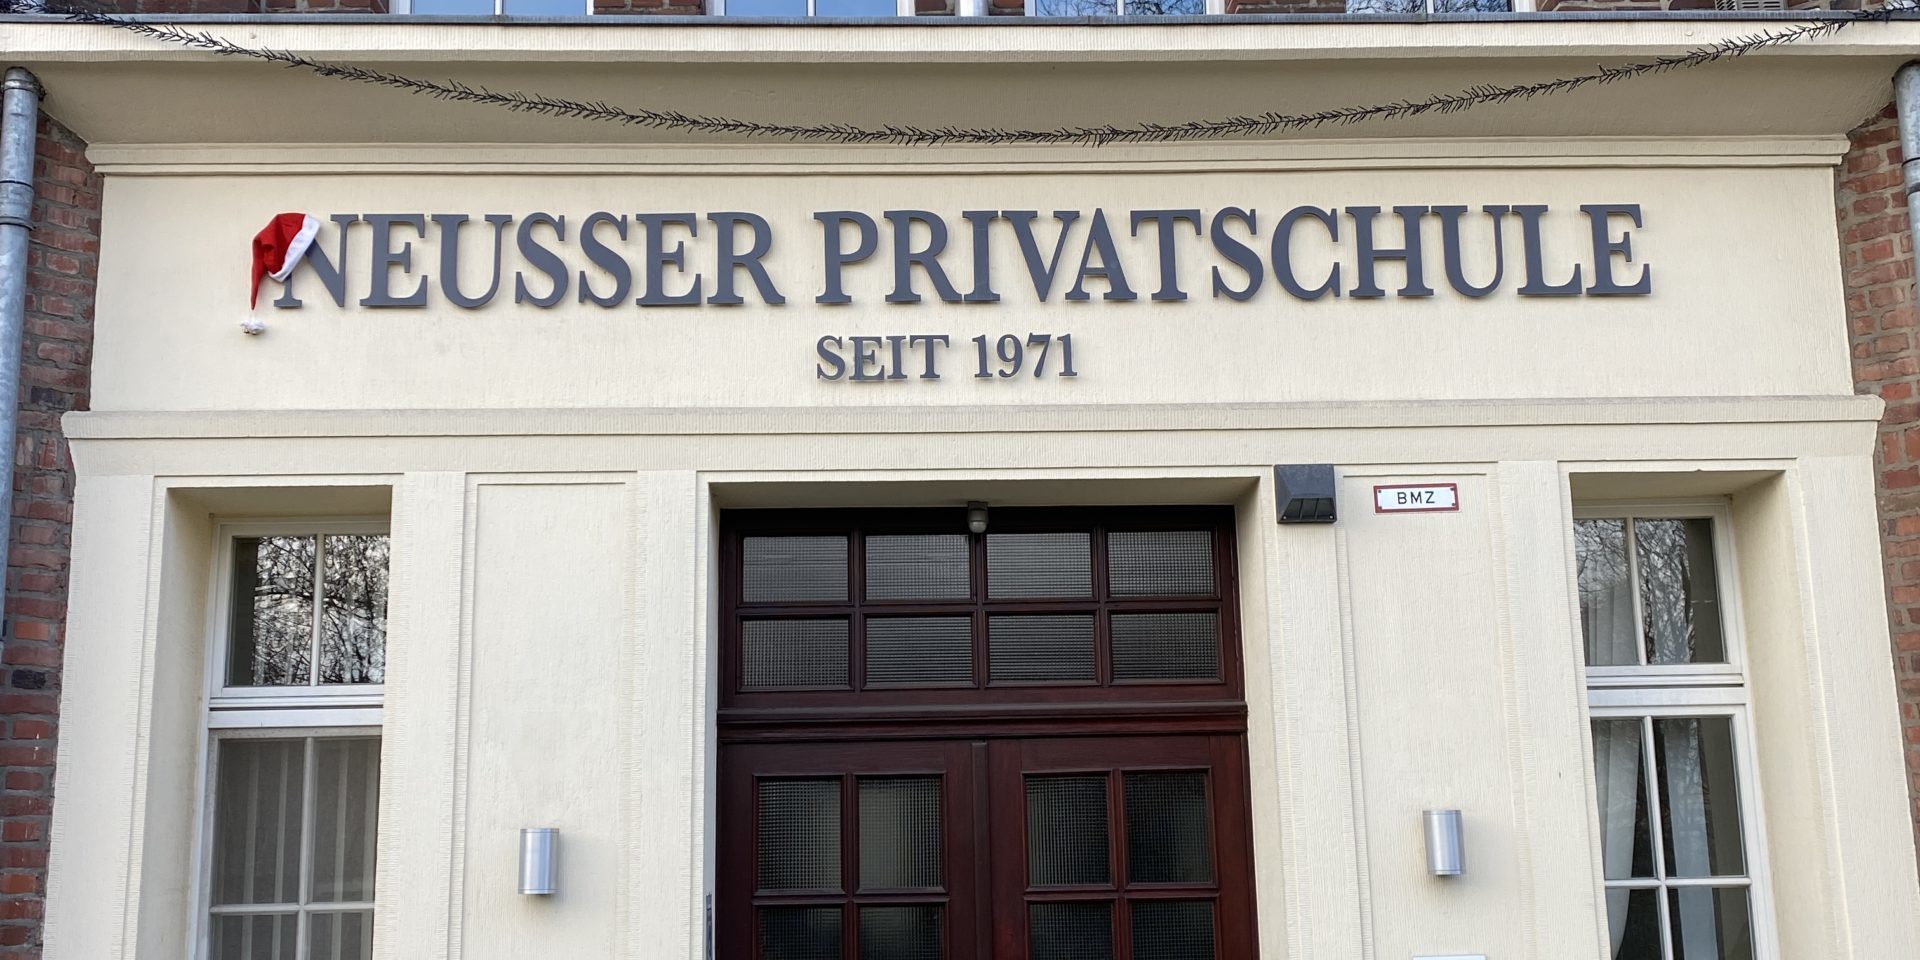 NEUSSER PRIVATSCHULE
SEIT 1971
BMZ